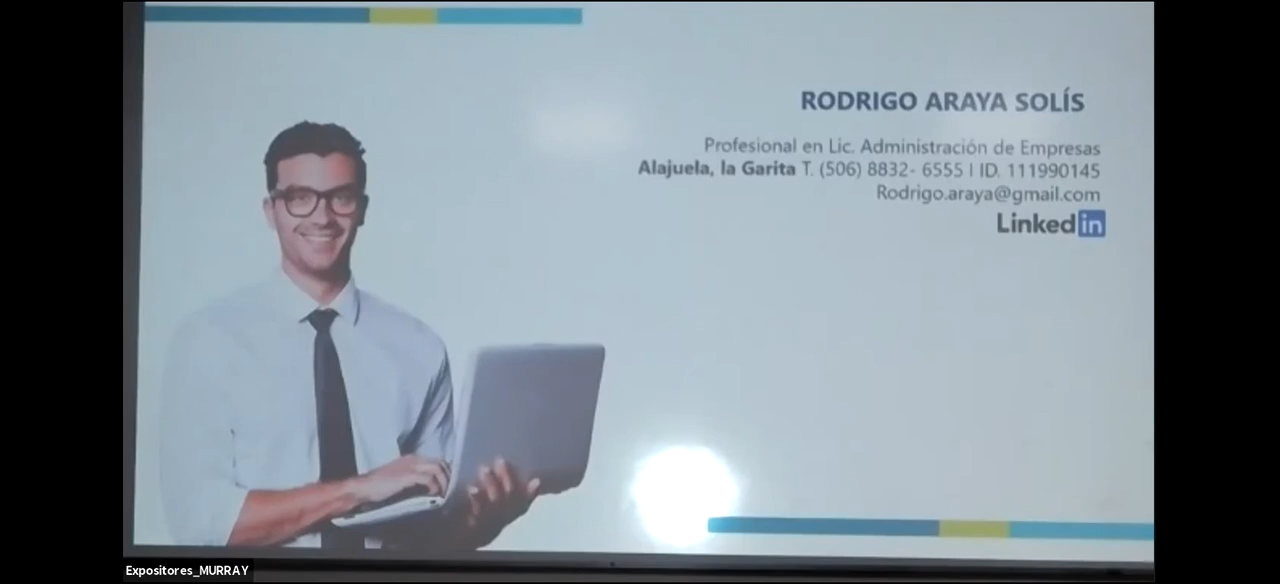 RODRIGO ARAYA SOLÍS
Profesional en Lic. Administración de Empresas
Alajuela, la Garita T. (506) 8832- 6555 I ID. 111990145
Rodrigo.araya@gmail.com
Linkedin
Expositores_MURRAY